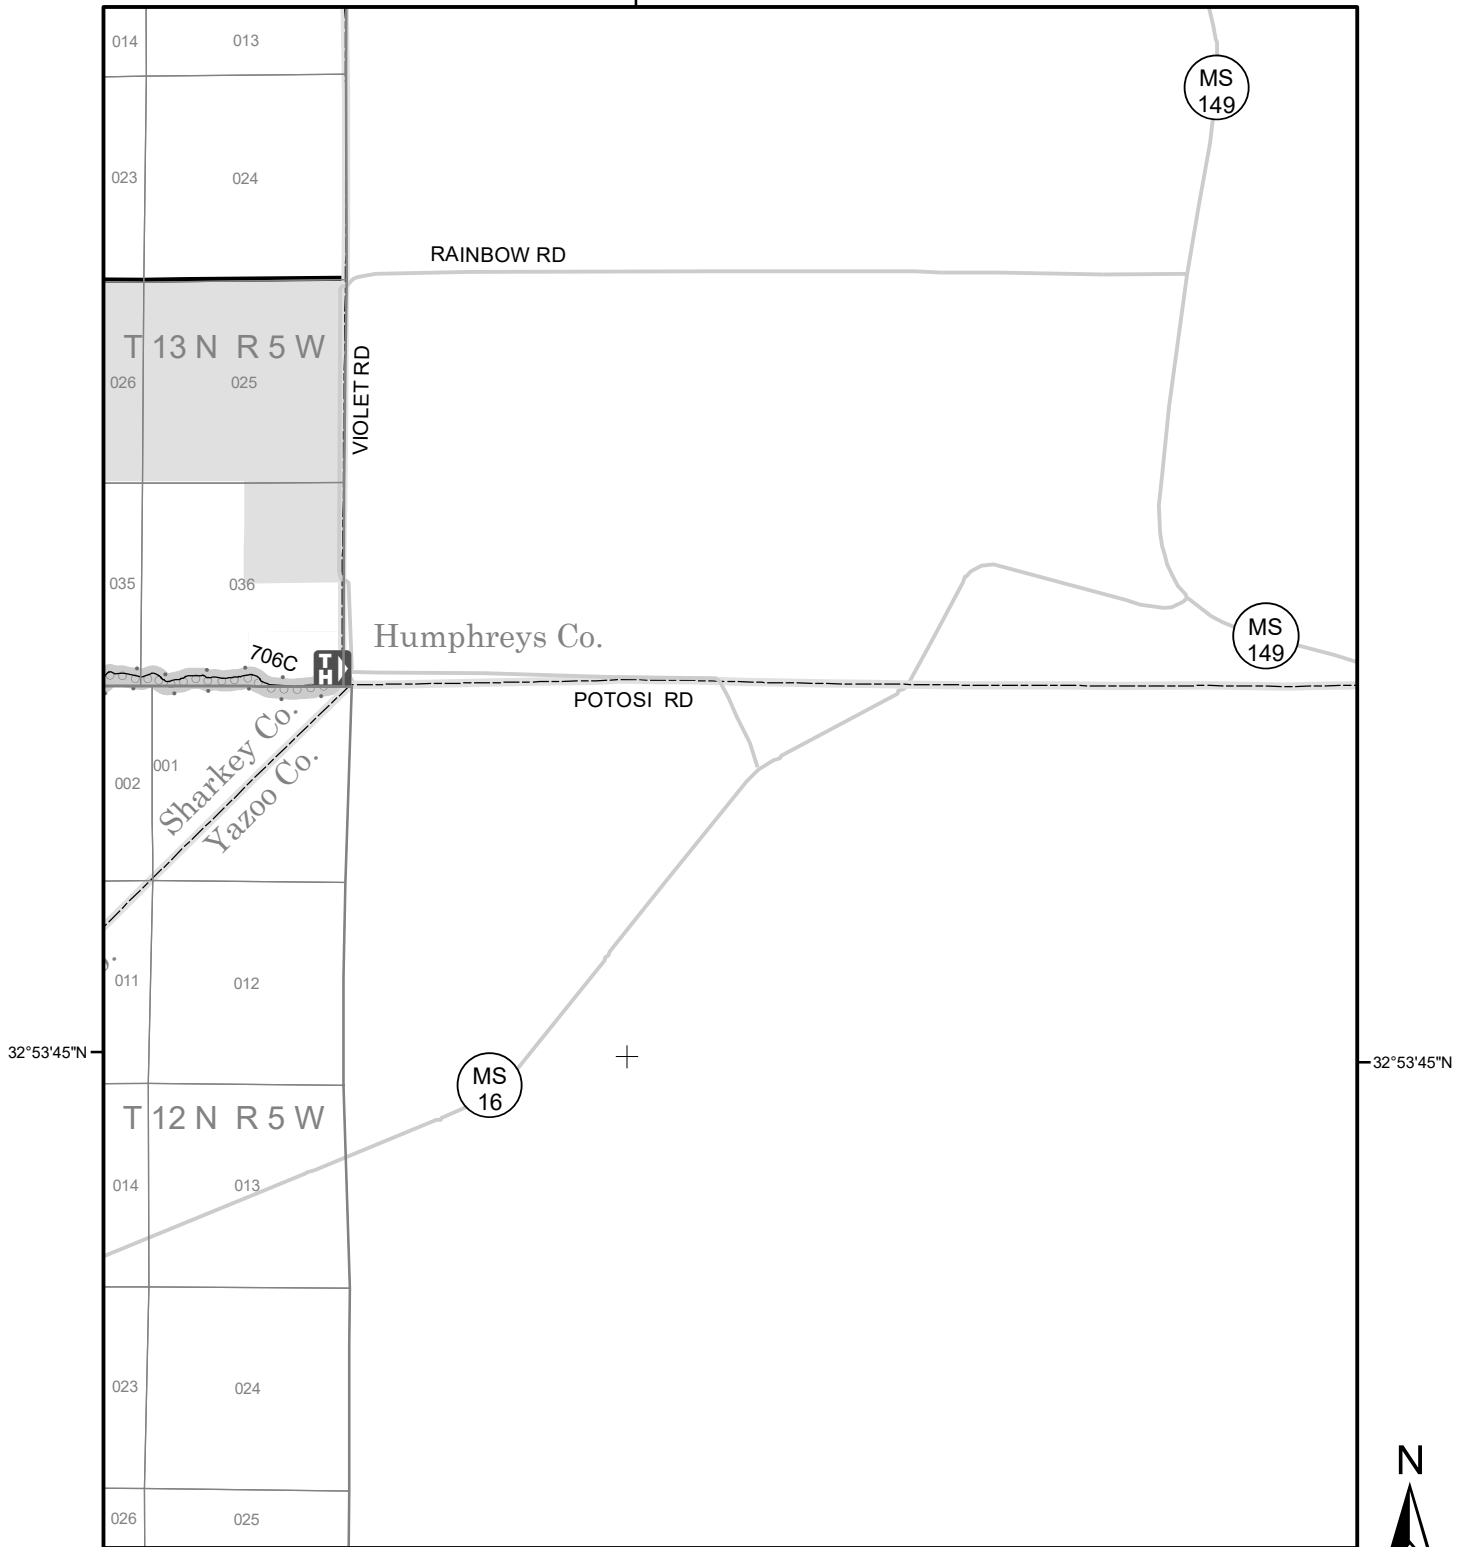 014
013
MS
149
023
024
RAINBOW RD
T 13 N R 5 W
026
025
VIOLET RD
035
036
Humphreys Co.
MS
149
706C
T
H
POTOSI RD
Sharkey Co.
Yazoo Co.
002
001
011
012
32°53'45"N
32°53'45"N
MS
16
T 12 N R 5 W
014
013
023
024
N
026
025